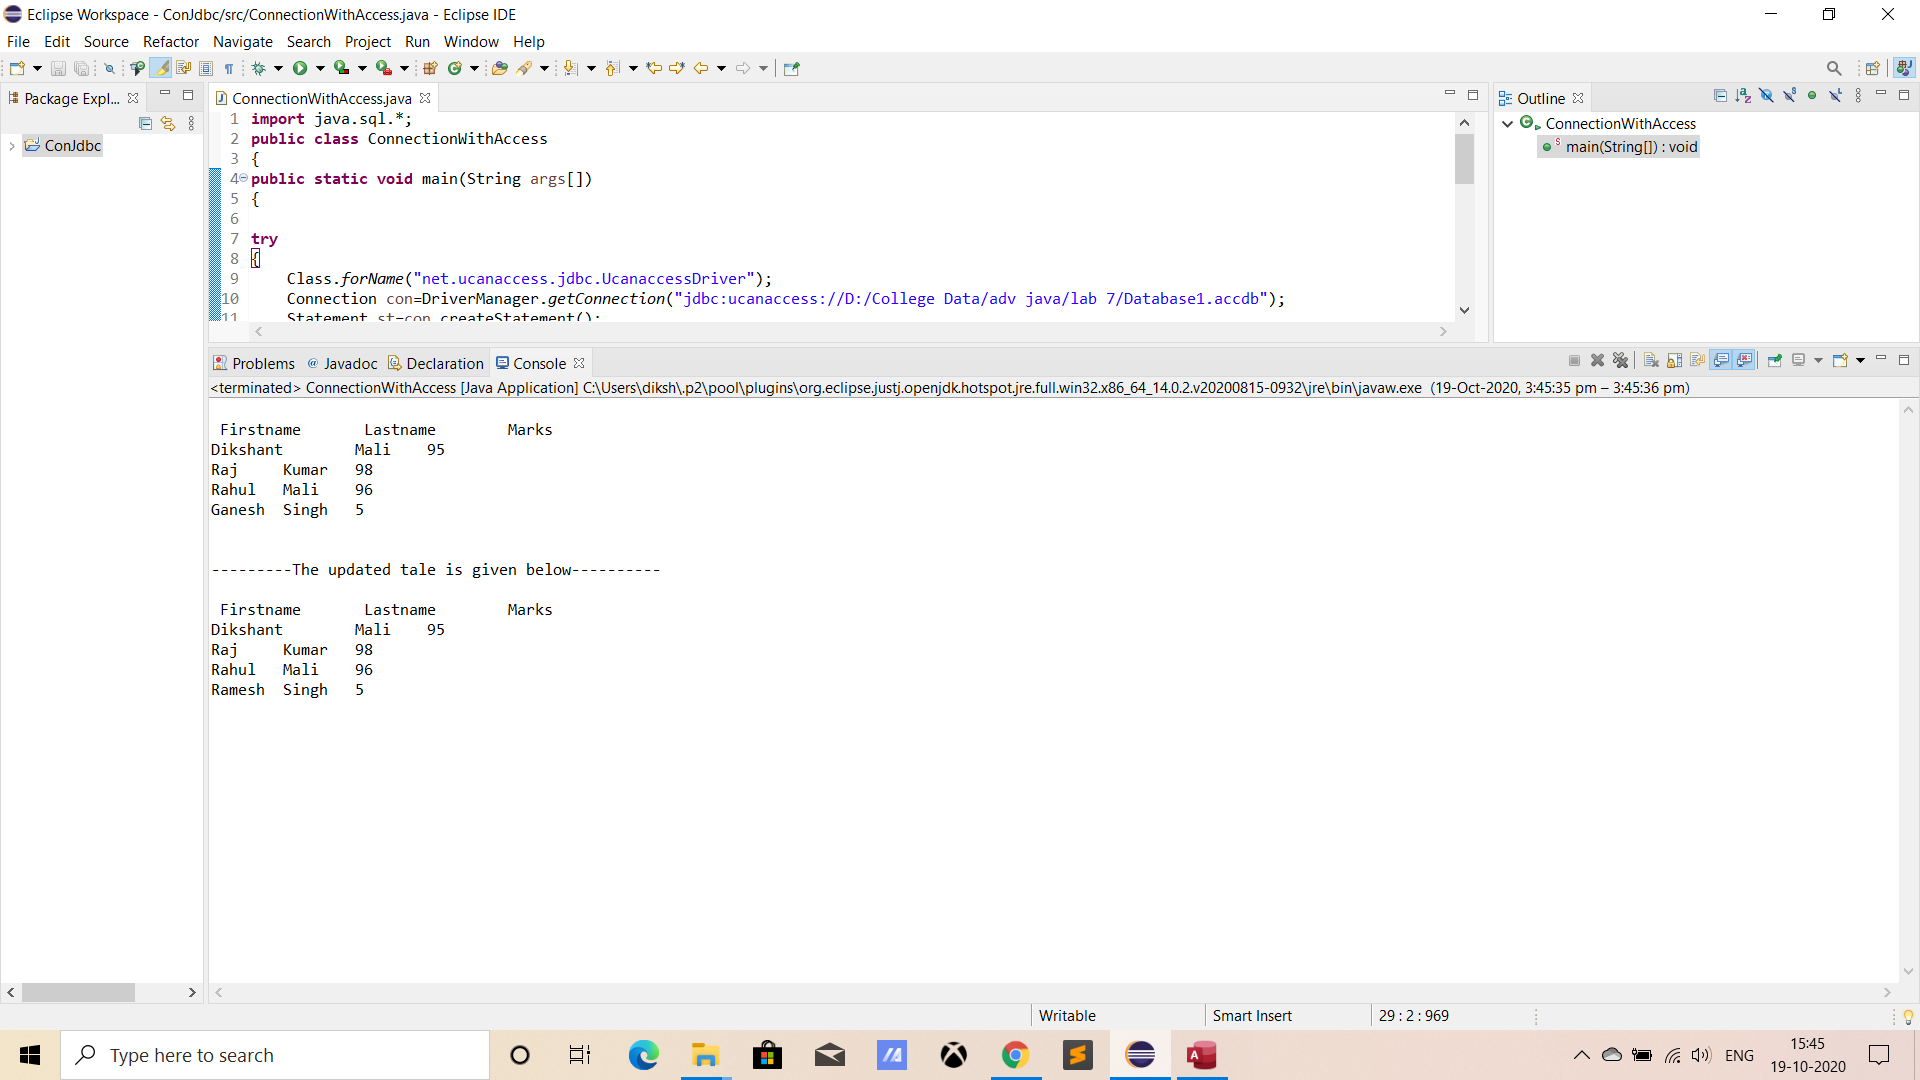 Eclipse Workspace - ConJdbc/src/ConnectionWithAccess.java - Eclipse IDE
File Edit Source Refactor Navigate Search Project Run Window Help
Package Expl...
ConJdbc
ConnectionWithAccess.java
1 import java.sql.*;
2 public class ConnectionWithAccess
3 {
4 public static void main(String args[])
5 {
6
7 try
8 {
9 Class.forName("net.ucanaccess.jdbc.UcanaccessDriver");
10 Connection con=DriverManager.getConnection("jdbc:ucanaccess://D:/College Data/adv java/lab 7/Database1.accdb");
11 Statement st=con.createStatement();
Outline
ConnectionWithAccess
main(String[]) : void
Problems @ Javadoc Declaration Console
<terminated> ConnectionWithAccess [Java Application] C:\Users\diksh\.p2\pool\plugins\org.eclipse.justj.openjdk.hotspot.jre.full.win32.x86_64_14.0.2.v20200815-0932\jre\bin\javaw.exe (19-Oct-2020, 3:45:35 pm – 3:45:36 pm)
Firstname Lastname Marks
Dikshant Mali 95
Raj Kumar 98
Rahul Mali 96
Ganesh Singh 5
---------The updated tale is given below----------
Firstname Lastname Marks
Dikshant Mali 95
Raj Kumar 98
Rahul Mali 96
Ramesh Singh 5
Writable Smart Insert 29 : 2 : 969
Type here to search
ENG
15:45
19-10-2020